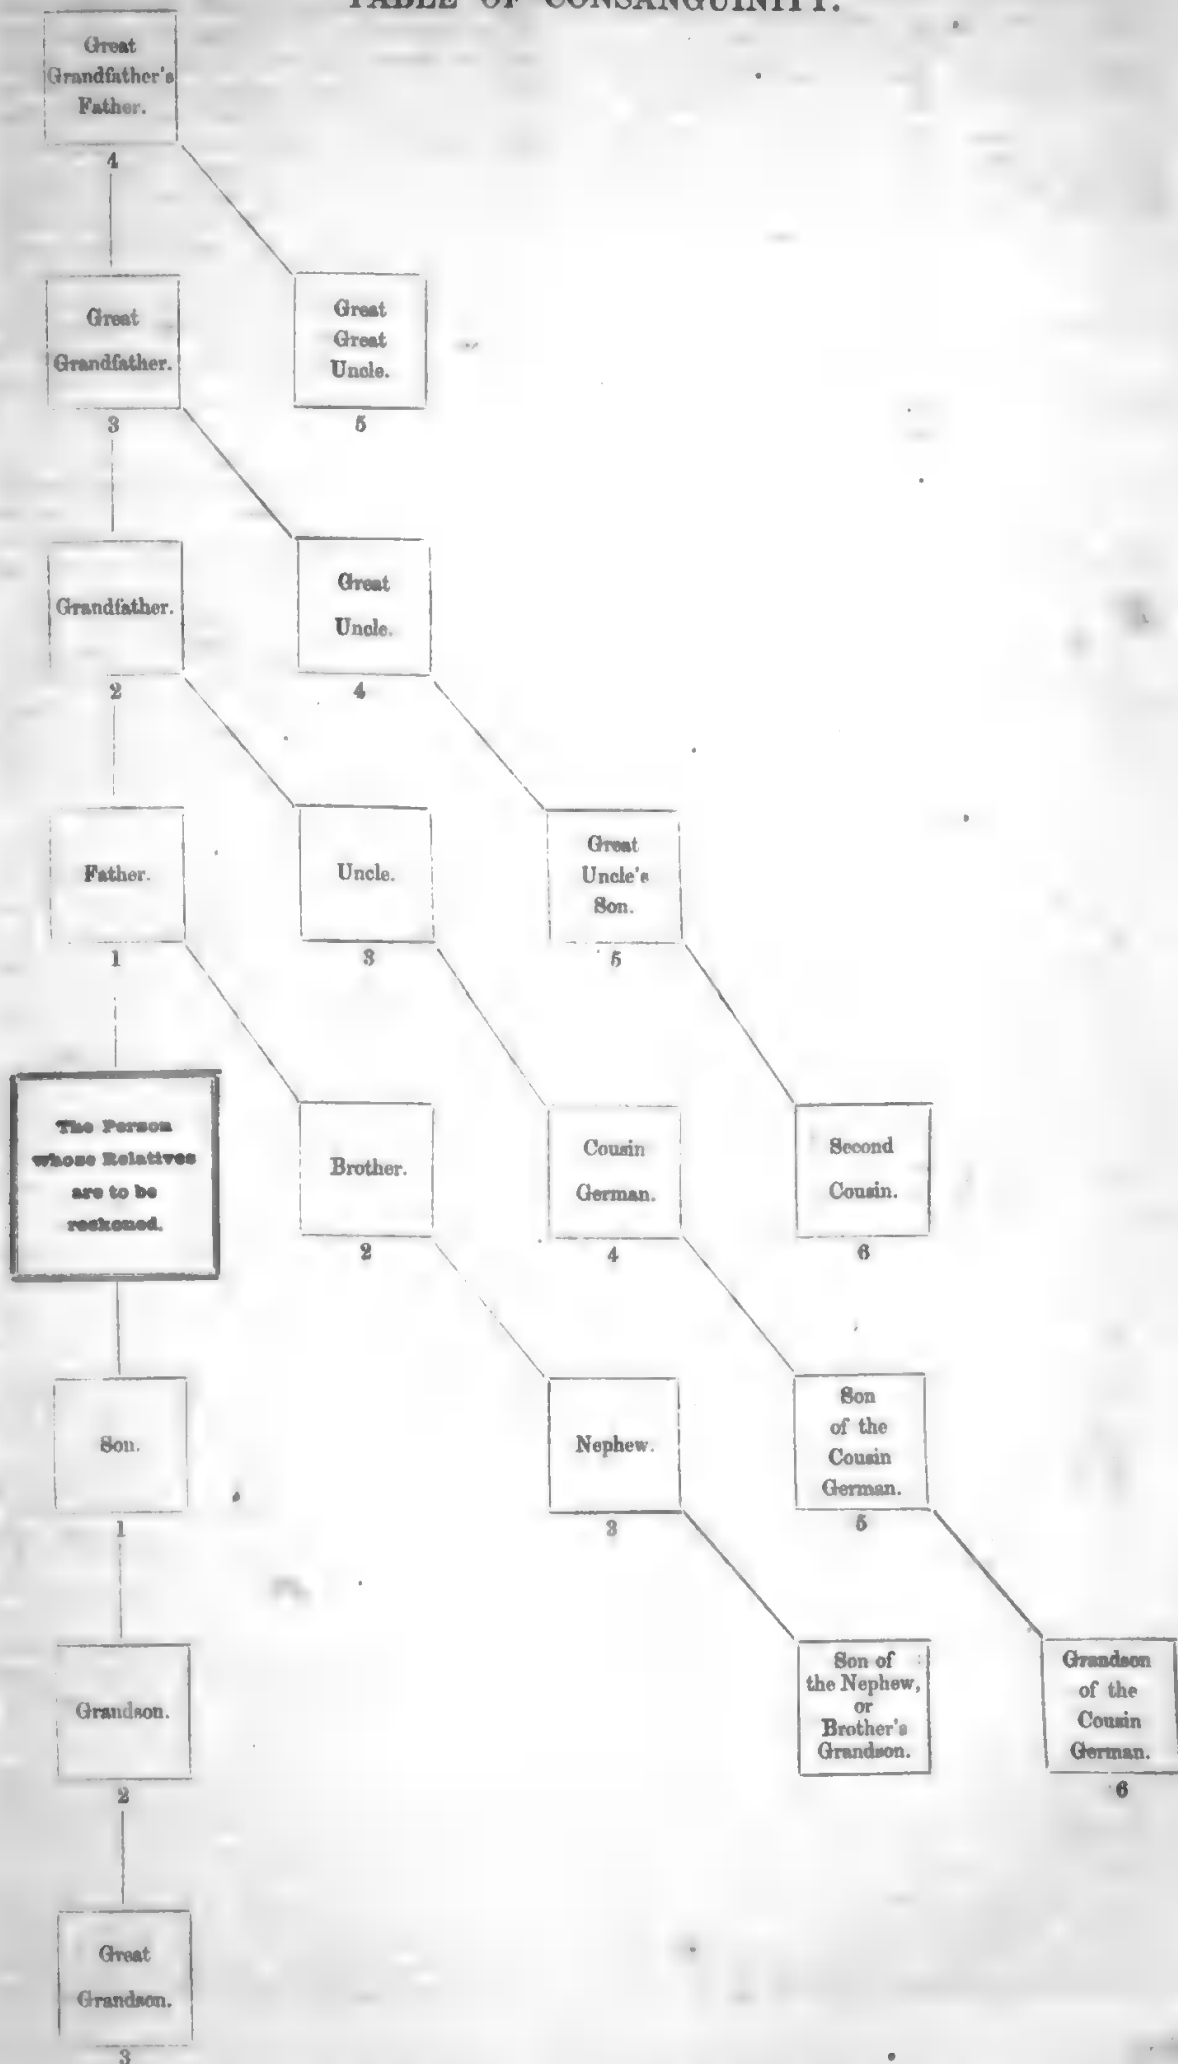 TABLE OF CONSANGUINITY.
Great
Grandfather's
Father.
4
Great
Grandfather.
3
Great
Great
Uncle.
5
Grandfather.
2
Great
Uncle.
4
Father.
1
Uncle.
3
Great
Uncle's
Son.
5
The Person
whose Relatives
are to be
reckoned.
Brother.
2
Cousin
German.
4
Second
Cousin.
6
Son.
1
Nephew.
3
Son
of the
Cousin
German.
5
Grandson.
2
Son of
the Nephew,
or
Brother's
Grandson.
Grandson
of the
Cousin
German.
6
Great
Grandson.
3